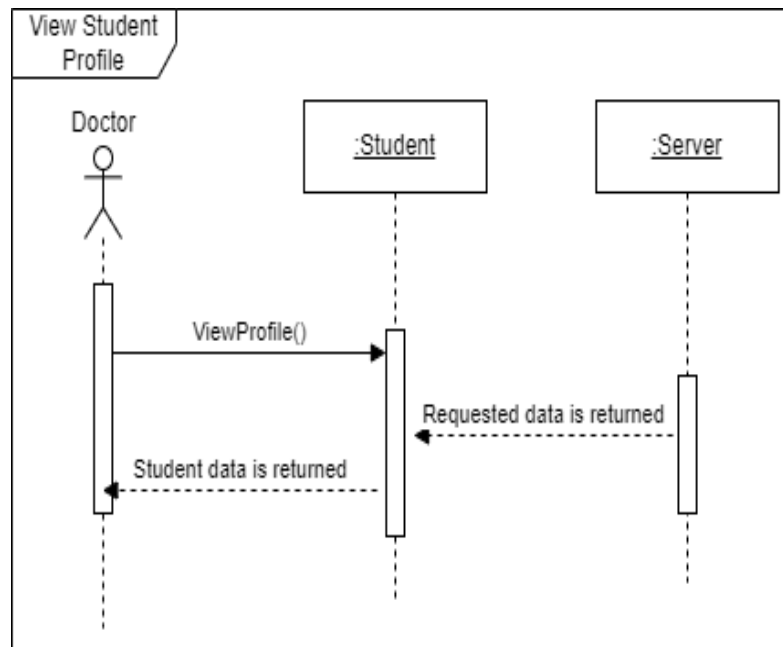 View Student
Profile
Doctor
:Student
:Server
ViewProfile()
Requested data is returned
Student data is returned